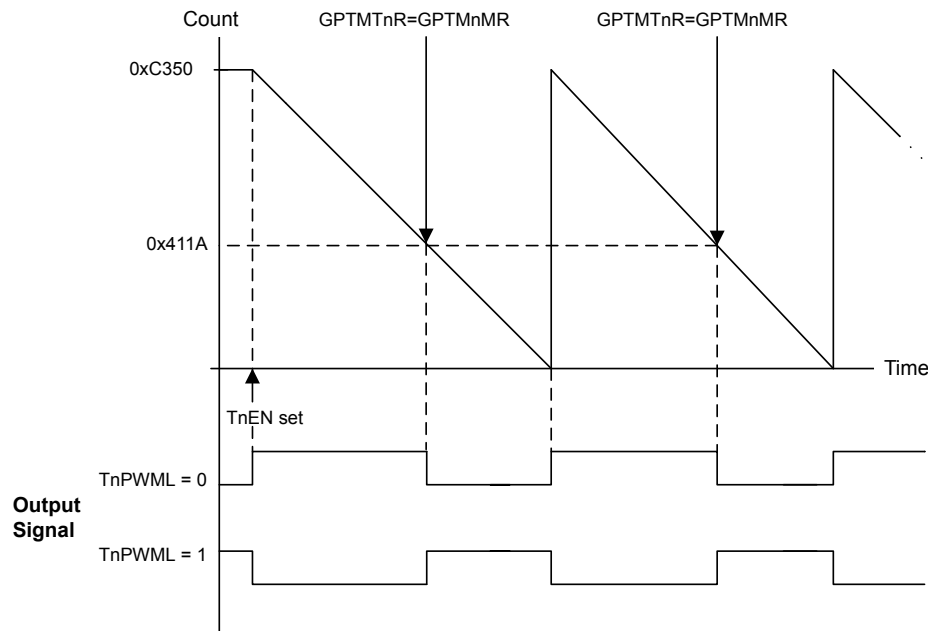 Count
GPTMTnR=GPTMnMR
GPTMTnR=GPTMnMR
0xC350
0x411A
Time
TnEN set
TnPWML = 0
Output
Signal
TnPWML = 1